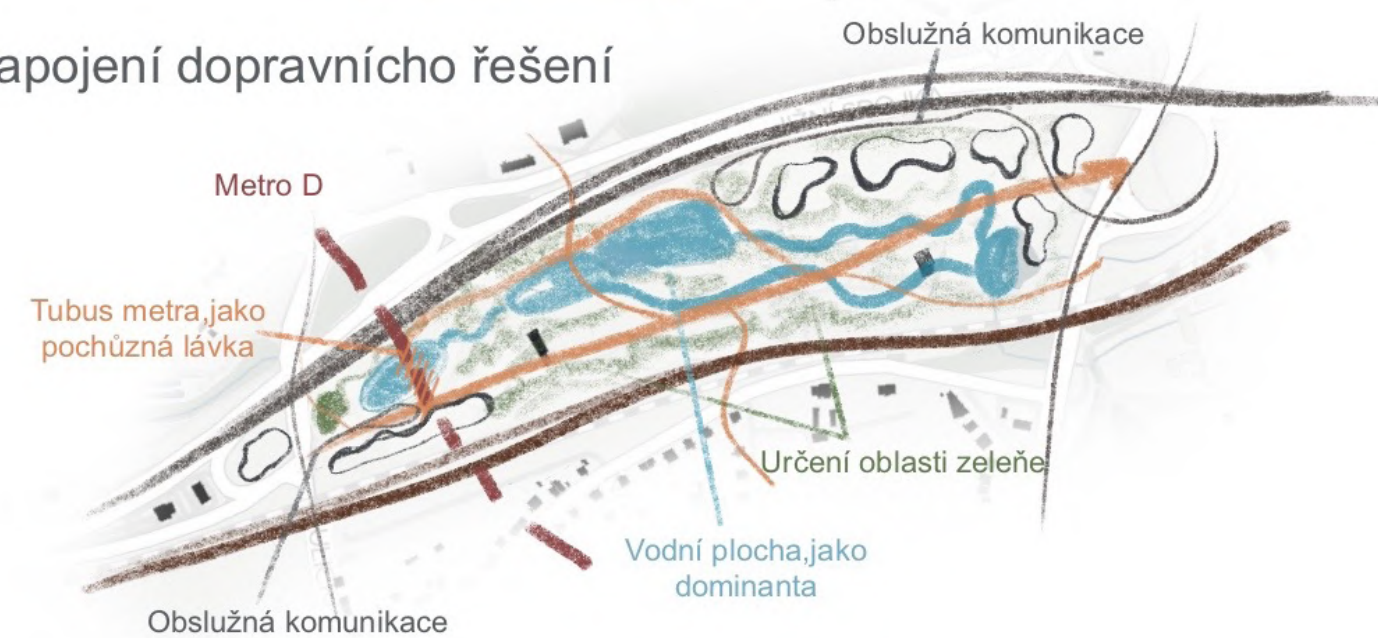 apojení dopravního řešení
Obslužná komunikace
Metro D
Tubus metra,jako
pochůzná lávka
Určení oblasti zeleňe
Vodní plocha,jako
dominanta
Obslužná komunikace